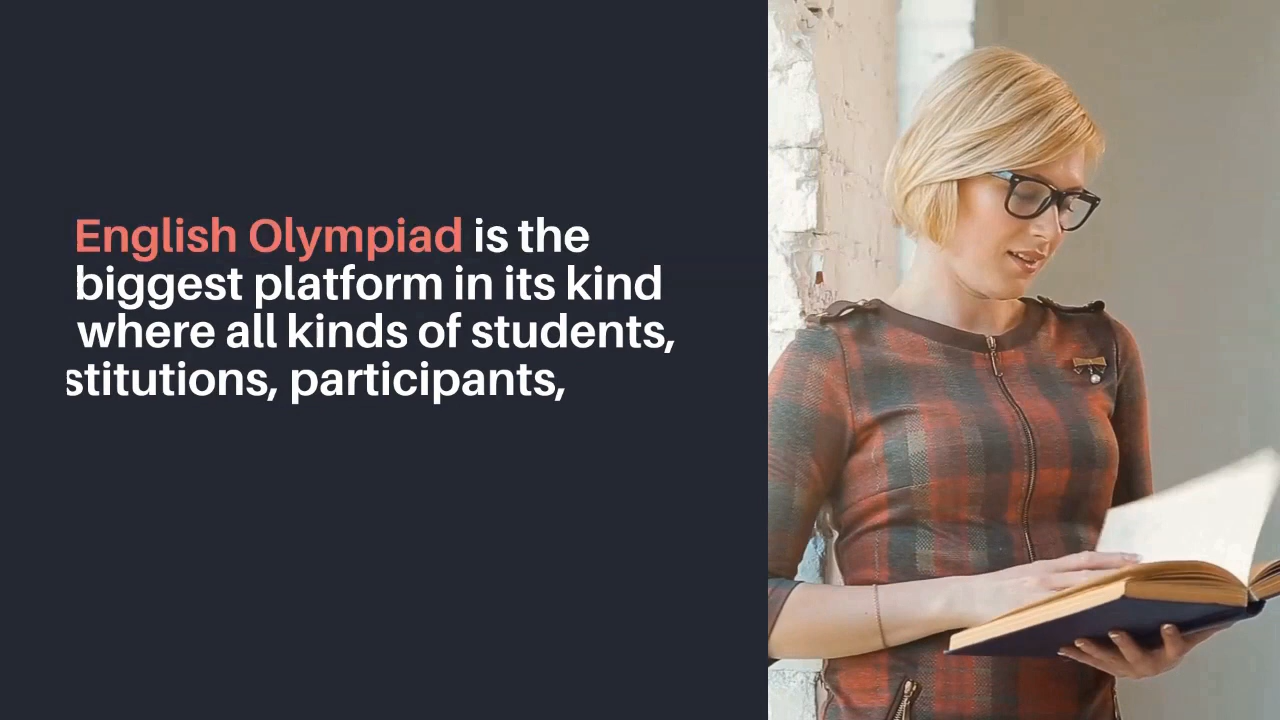 English Olympiad is the
biggest platform in its kind
where all kinds of students,
stitutions, participants,